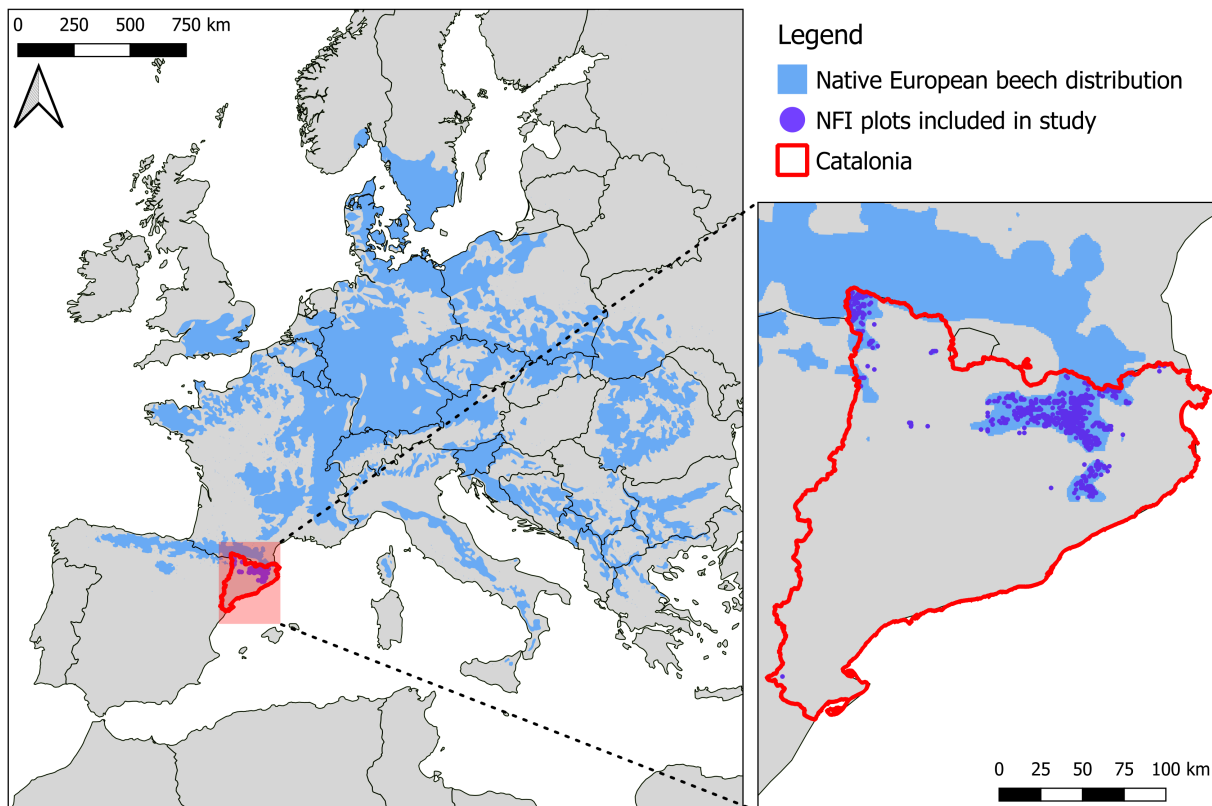 0 250 500 750 km
Legend
Native European beech distribution
NFI plots included in study
Catalonia
0 25 50 75 100 km